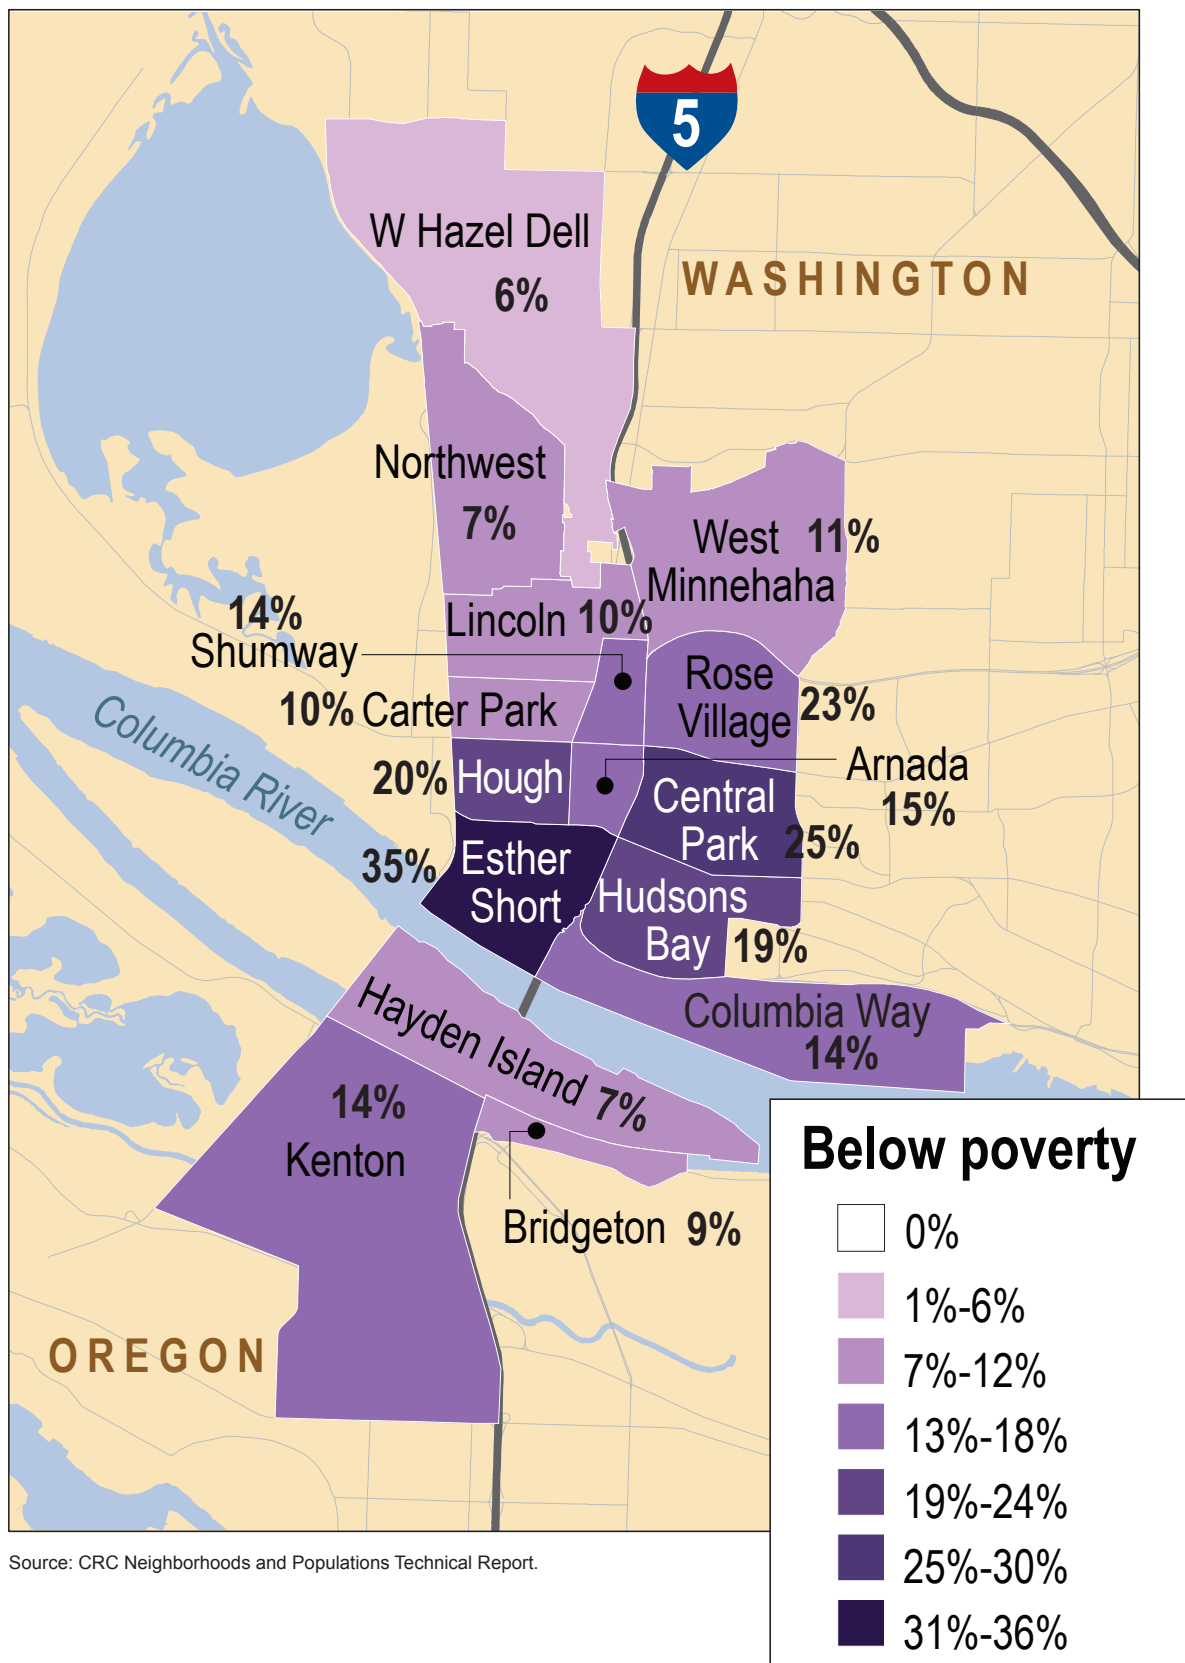 5
W Hazel Dell
6%
WASHINGTON
Northwest
7%
West 11%
Minnehaha
14%
Shumway
Lincoln 10%
Rose
Village 23%
10% Carter Park
Columbia River
Arnada
15%
20% Hough
Central
Park 25%
35% Esther
Short
Hudsons
Bay 19%
Columbia Way
14%
Hayden Island 7%
14%
Kenton
Bridgeton 9%
OREGON
Below poverty
0%
1%-6%
7%-12%
13%-18%
19%-24%
25%-30%
31%-36%
Source: CRC Neighborhoods and Populations Technical Report.